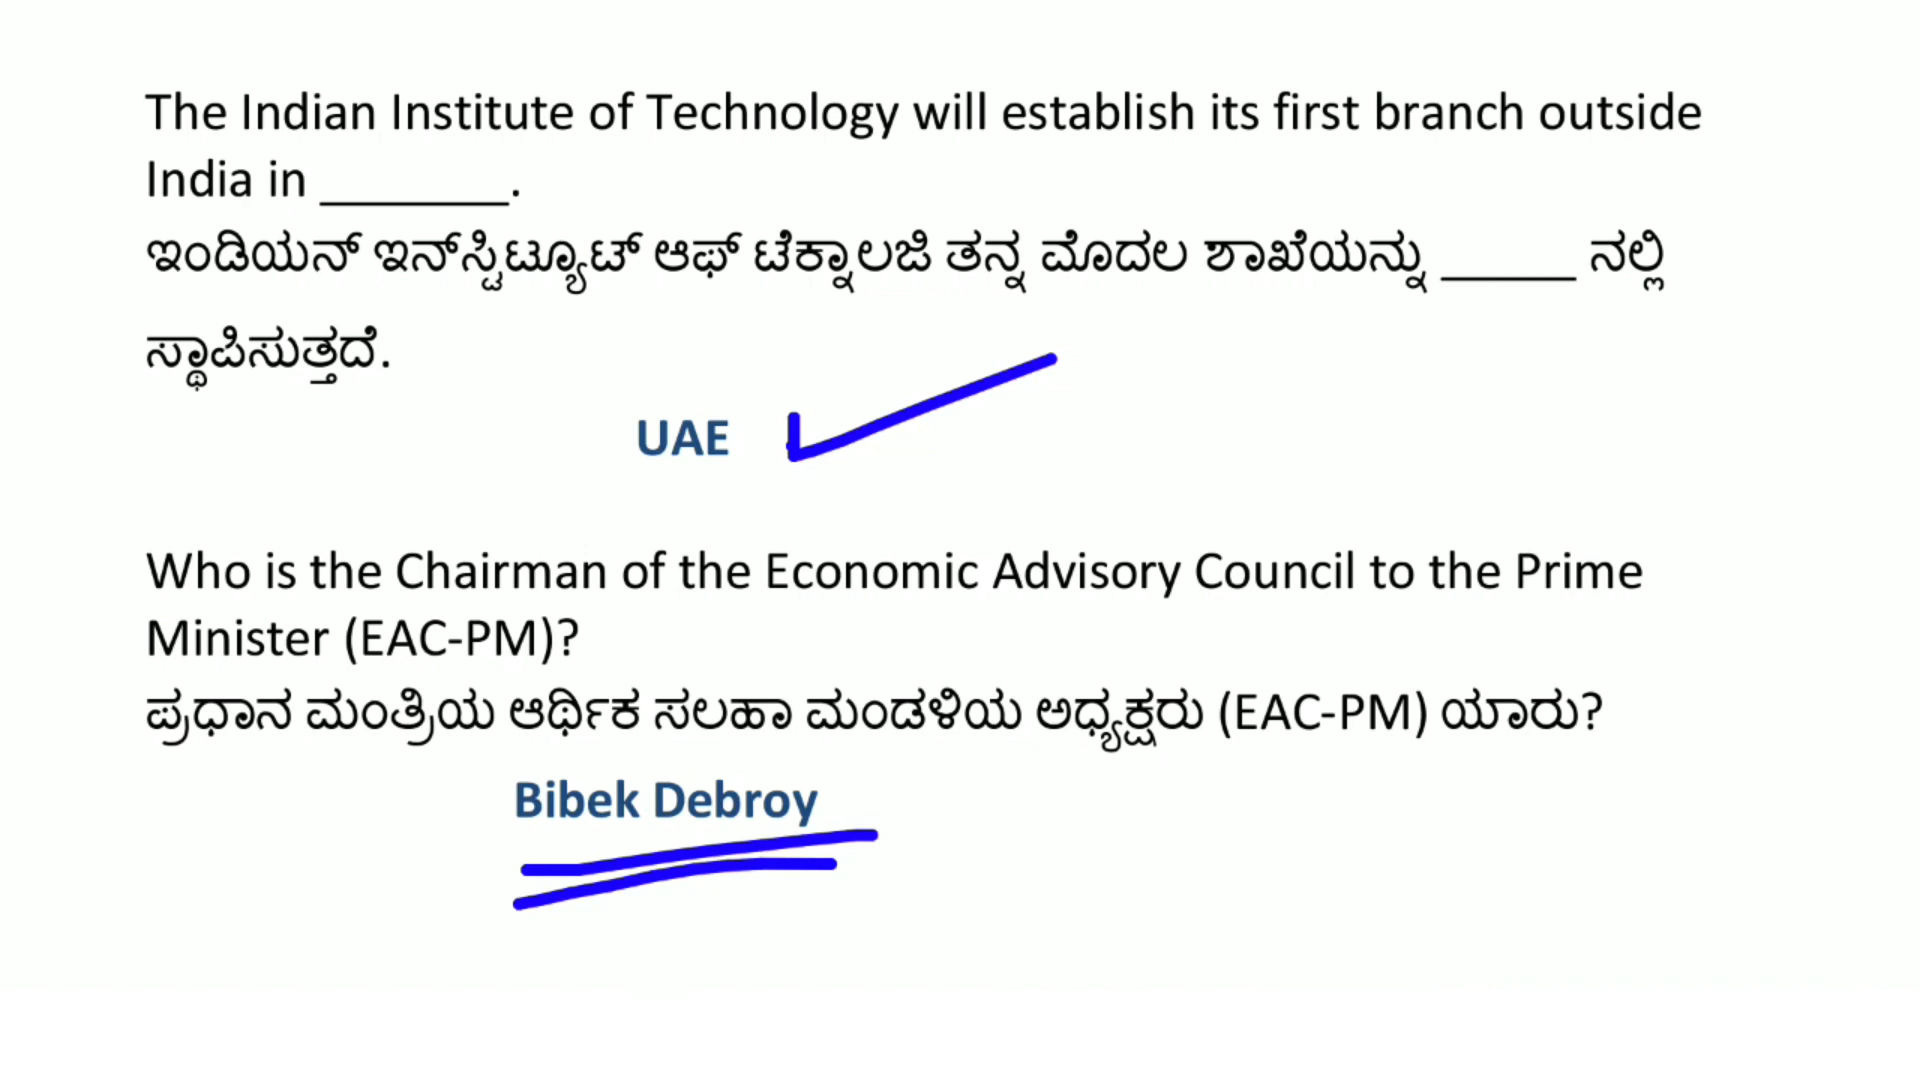 The Indian Institute of Technology will establish its first branch outside
India in _______.
ಇಂಡಿಯನ್ ಇನ್‌ಸ್ಟಿಟ್ಯೂಟ್ ಆಫ್ ಟೆಕ್ನಾಲಜಿ ತನ್ನ ಮೊದಲ ಶಾಖೆಯನ್ನು _____ ನಲ್ಲಿ
ಸ್ಥಾಪಿಸುತ್ತದೆ.
UAE
Who is the Chairman of the Economic Advisory Council to the Prime
Minister (EAC-PM)?
ಪ್ರಧಾನ ಮಂತ್ರಿಯ ಆರ್ಥಿಕ ಸಲಹಾ ಮಂಡಳಿಯ ಅಧ್ಯಕ್ಷರು (EAC-PM) ಯಾರು?
Bibek Debroy